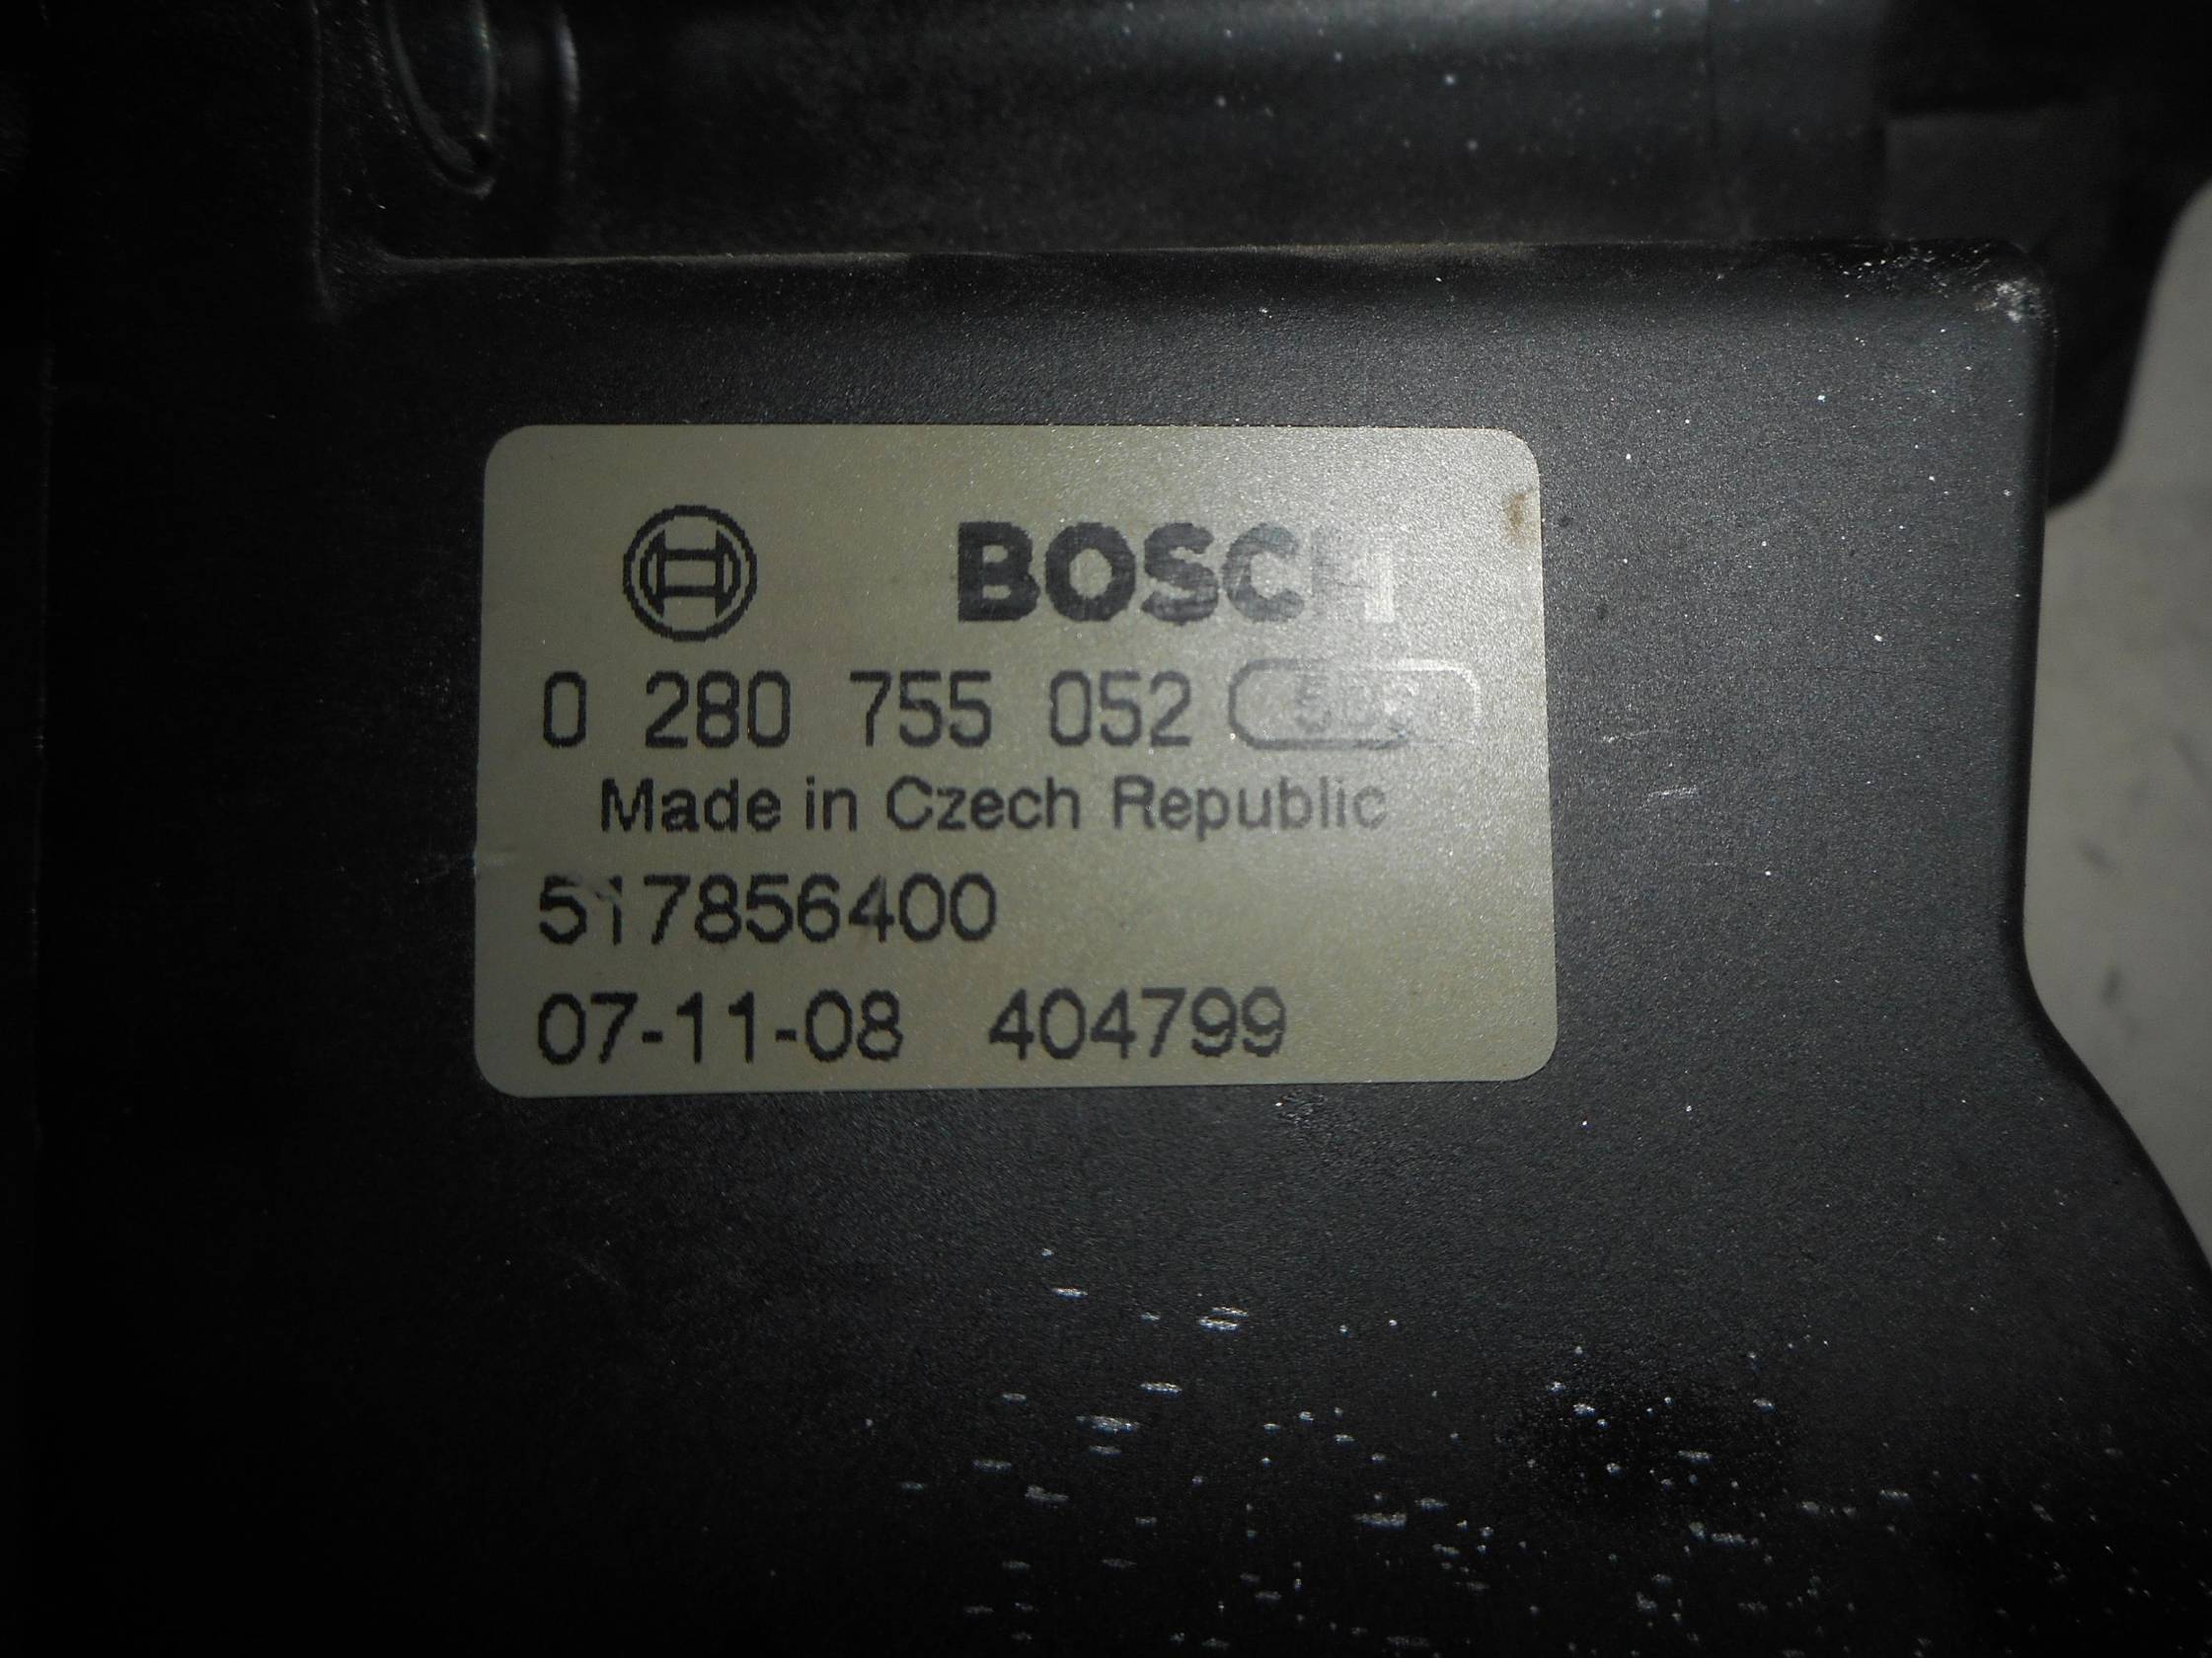 BOSCH
0 280 755 052
Made in Czech Republic
517856400
07-11-08 404799